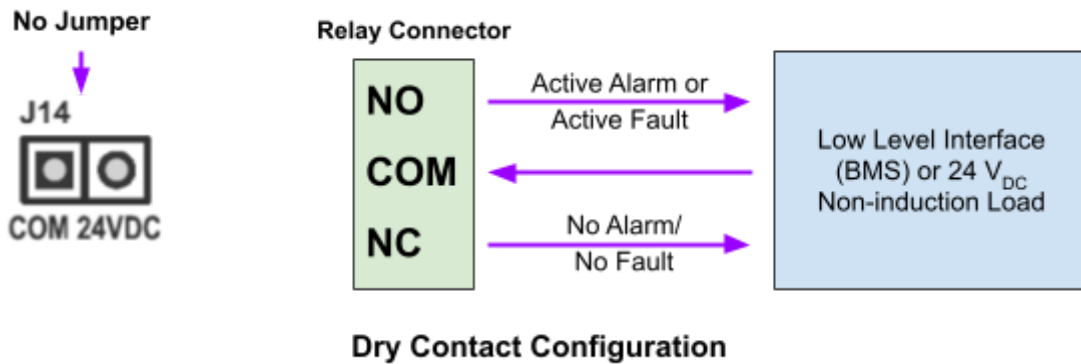 No Jumper
J14
COM 24VDC
Relay Connector
NO
COM
NC
Active Alarm or
Active Fault
No Alarm/
No Fault
Low Level Interface
(BMS) or 24 VDC
Non-induction Load
Dry Contact Configuration